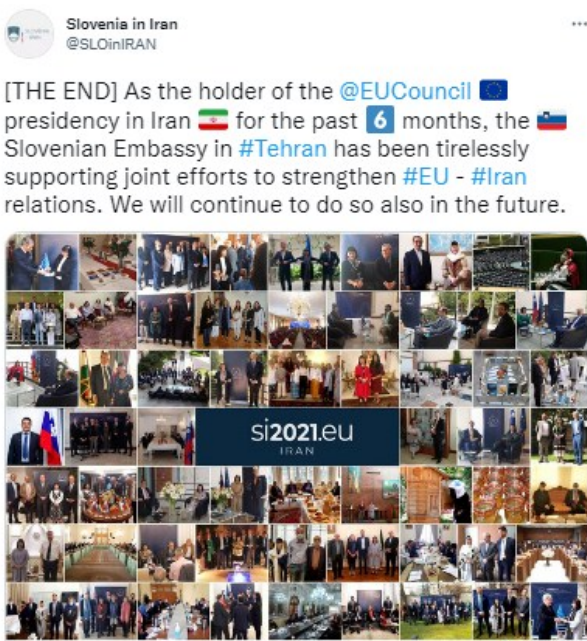 Slovenia in Iran
@SLOinIRAN
[THE END] As the holder of the @EUCouncil 🇪🇺
presidency in Iran 🇮🇷 for the past 6️⃣ months, the 🇸🇮
Slovenian Embassy in #Tehran has been tirelessly
supporting joint efforts to strengthen #EU - #Iran
relations. We will continue to do so also in the future.
si2021.eu
IRAN